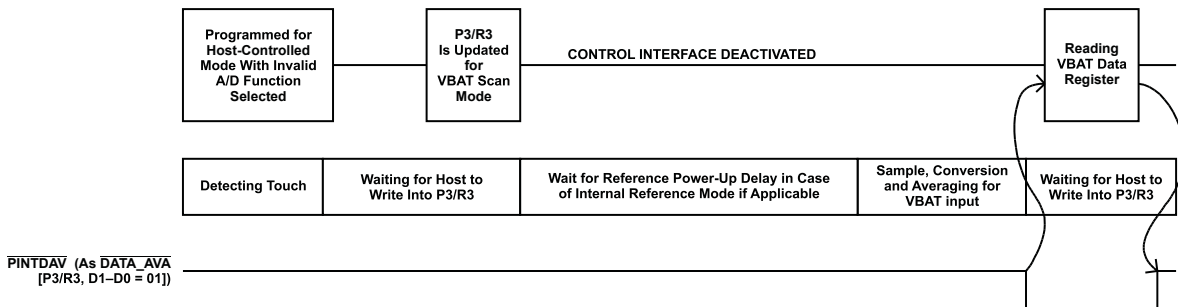 Programmed for
Host-Controlled
Mode With Invalid
A/D Function
Selected
P3/R3
Is Updated
for
VBAT Scan
Mode
CONTROL INTERFACE DEACTIVATED
Reading
VBAT Data
Register
Detecting Touch
Waiting for Host to
Write Into P3/R3
Wait for Reference Power-Up Delay in Case
of Internal Reference Mode if Applicable
Sample, Conversion
and Averaging for
VBAT input
Waiting for Host to
Write Into P3/R3
PINTDAV (As DATA_AVA
[P3/R3, D1–D0 = 01])